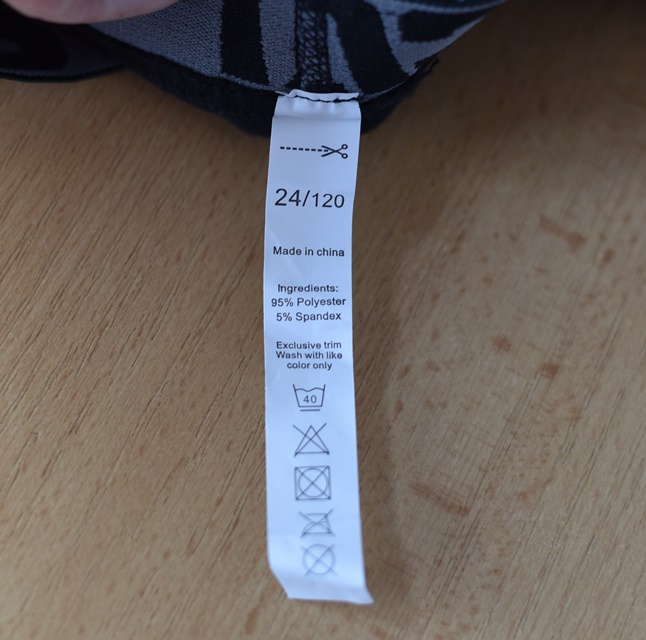 24/120
Made in china
Ingredients:
95% Polyester
5% Spandex
Exclusive trim
Wash with like
color only
40